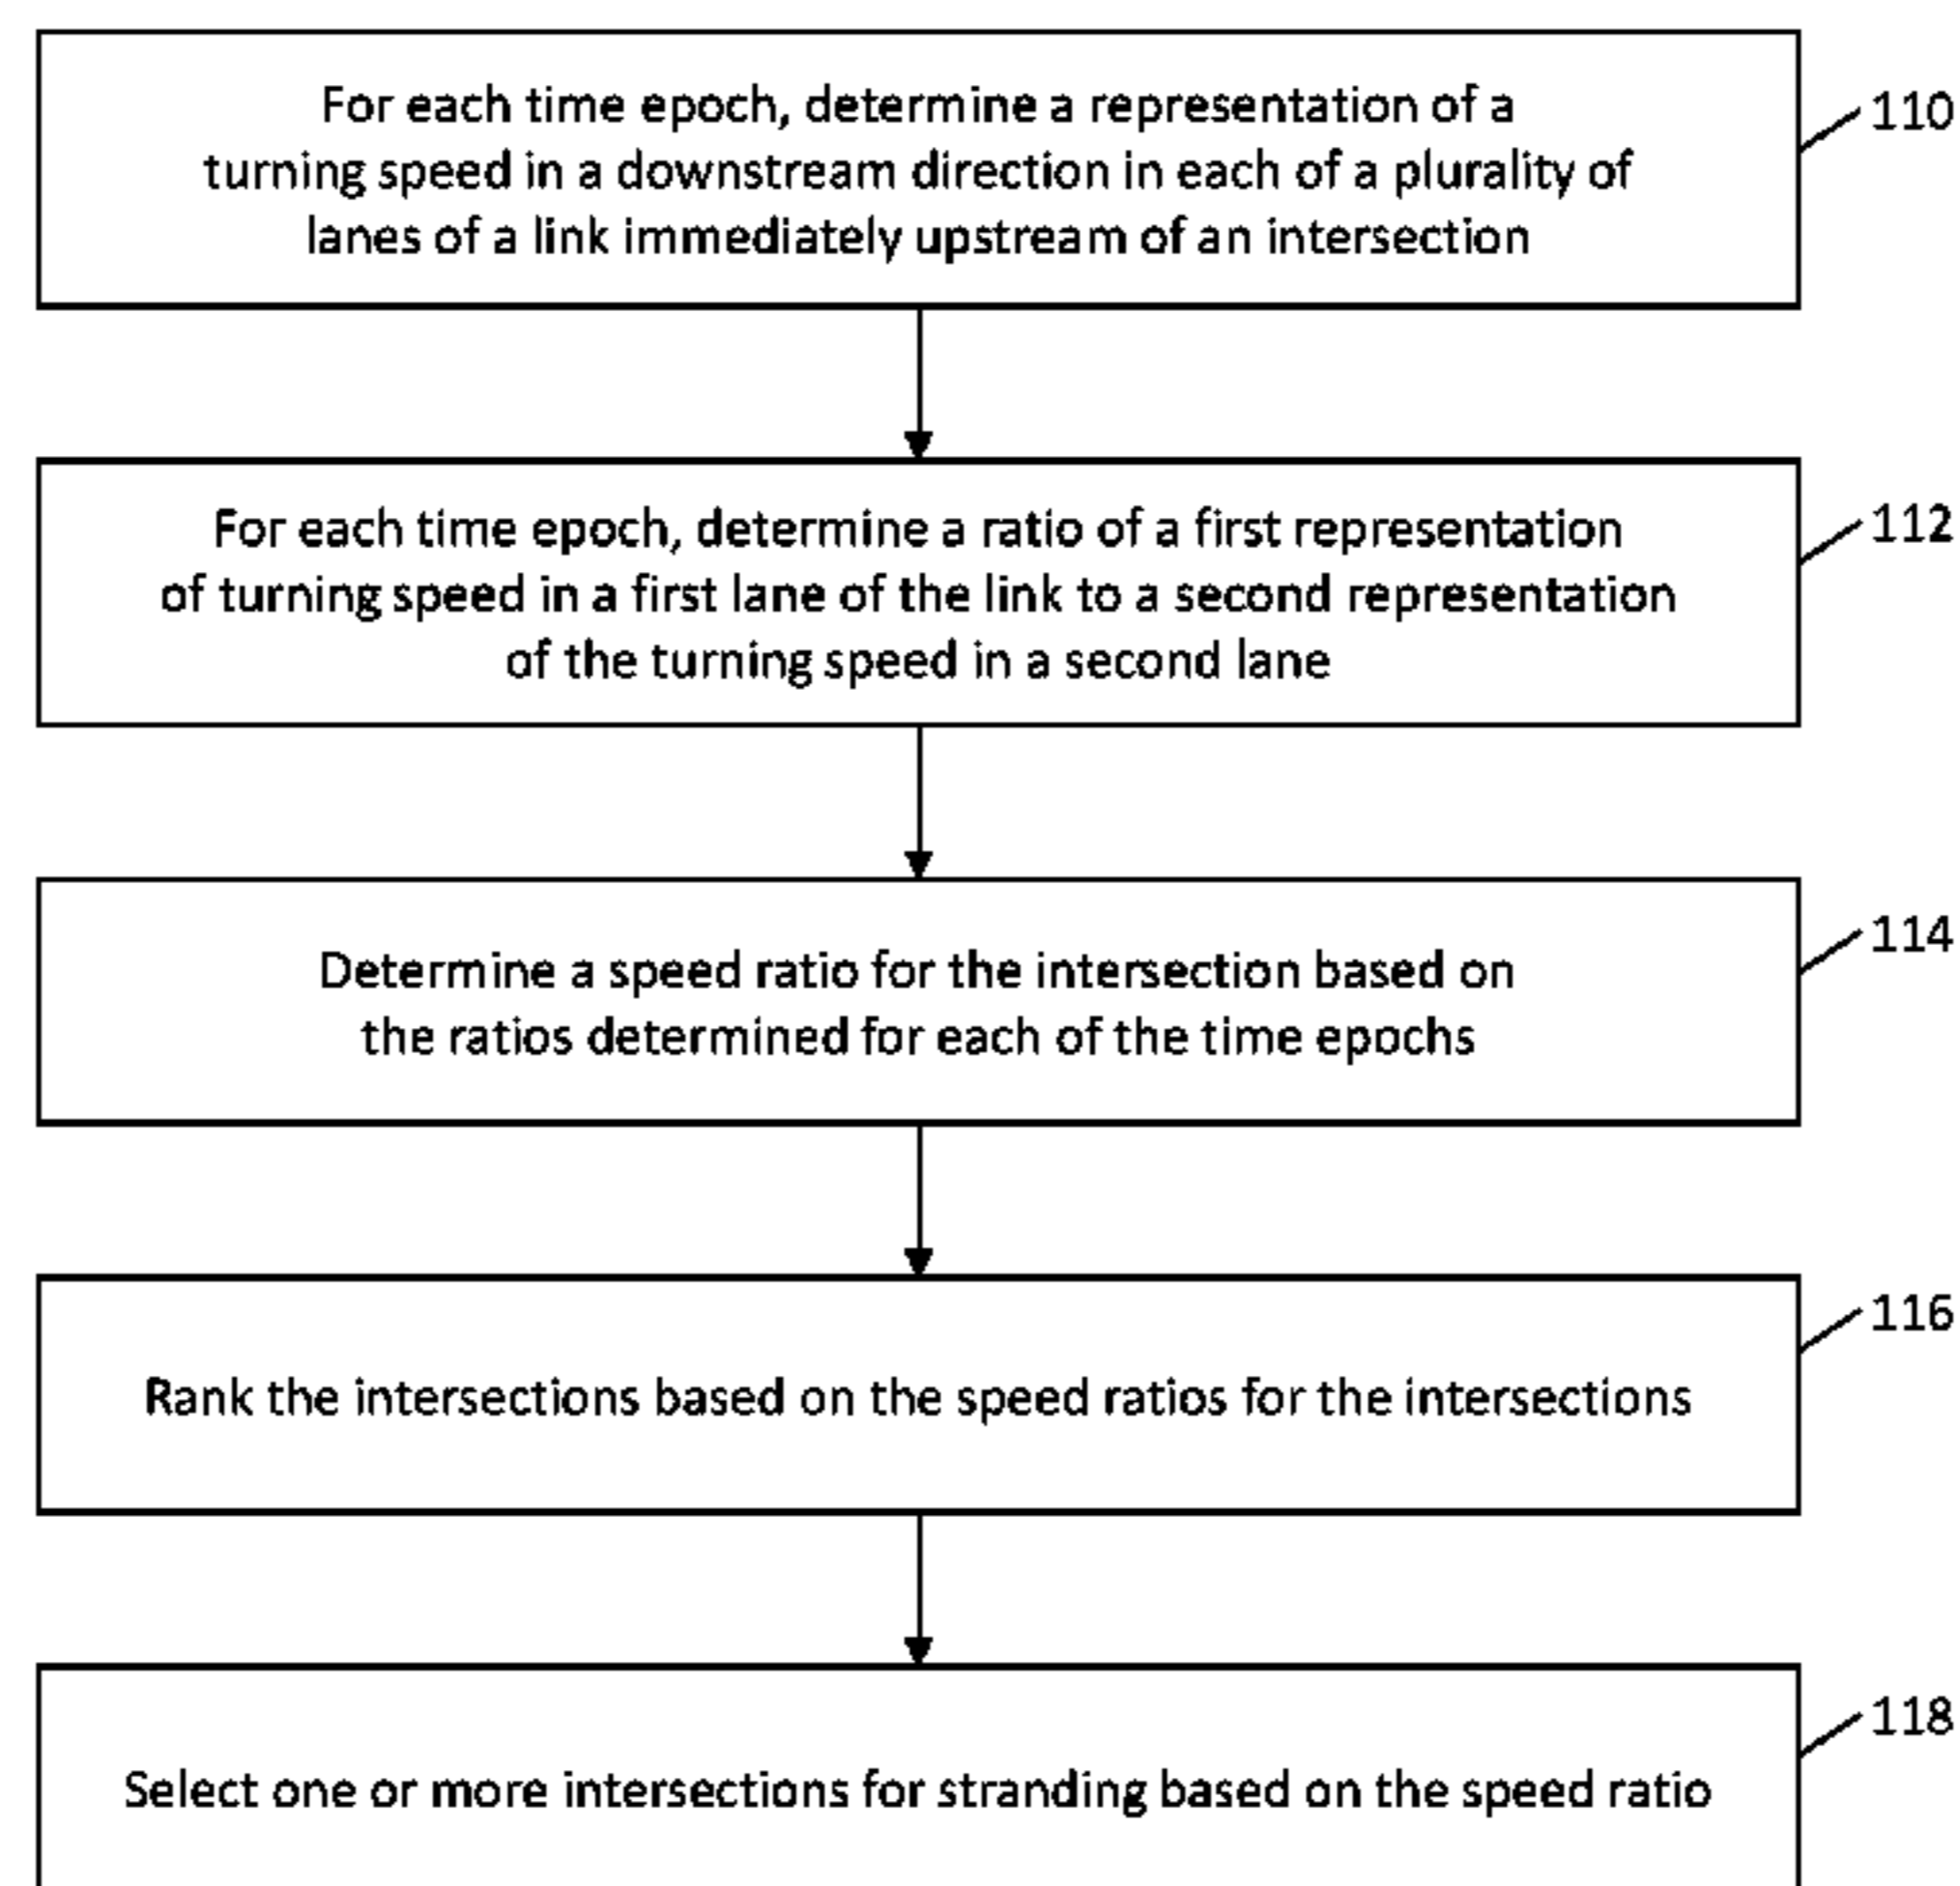 For each time epoch, determine a representation of a
turning speed in a downstream direction in each of a plurality of
lanes of a link immediately upstream of an intersection
110
For each time epoch, determine a ratio of a first representation
of turning speed in a first lane of the link to a second representation
of the turning speed in a second lane
112
Determine a speed ratio for the intersection based on
the ratios determined for each of the time epochs
114
Rank the intersections based on the speed ratios for the intersections
116
Select one or more intersections for stranding based on the speed ratio
118